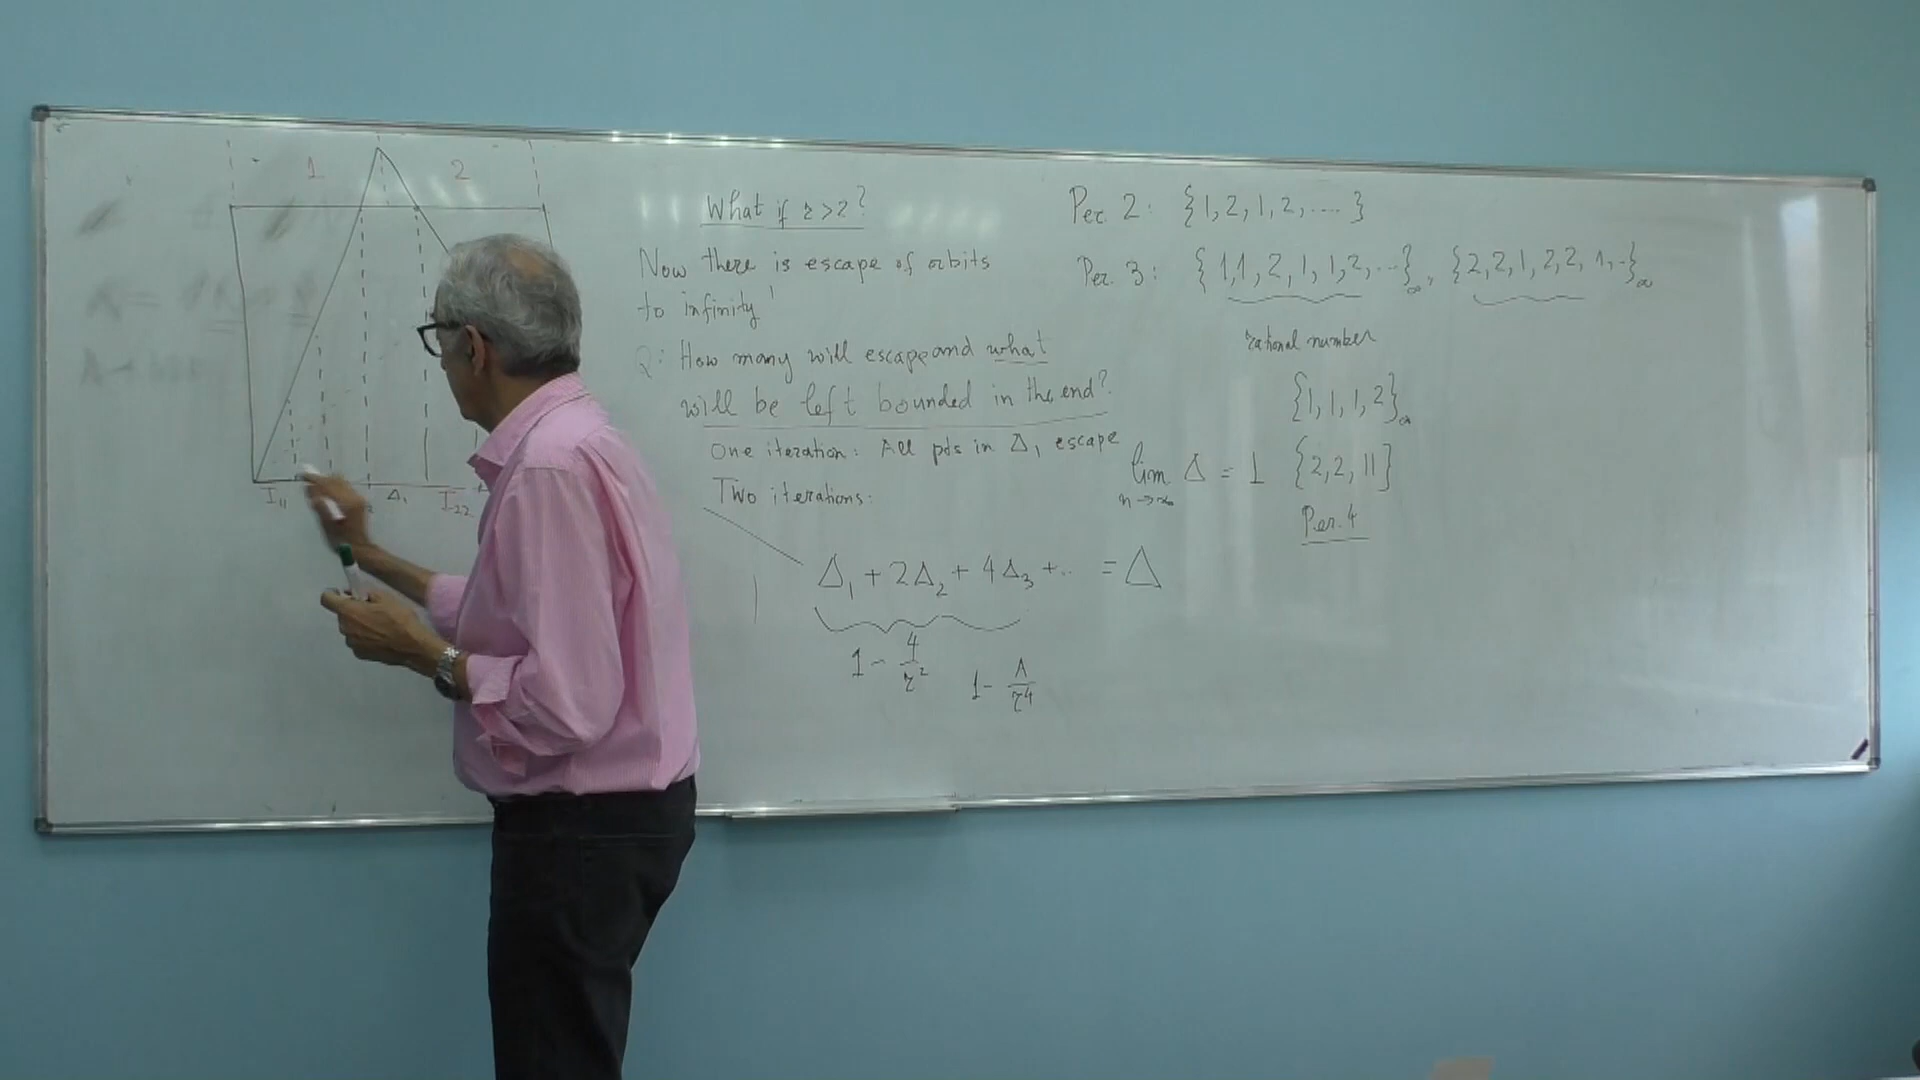 1 2
I₁₁ Δ₁ I₂₂
What if r > 2?
Now there is escape of orbits
to infinity!
Q: How many will escape and what
will be left bounded in the end?
One iteration: All pts in Δ₁ escape
Two iterations:
Δ₁ + 2Δ₂ + 4Δ₃ + .. = Δ
1 - 4/r²
1 - A/r⁴
lim n→∞ Δ = 1
Per. 2: {1, 2, 1, 2, .... }
Per. 3: {1,1, 2, 1, 1, 2, ...}∞, {2, 2, 1, 2, 2, 1, ..}∞
rational number
{1, 1, 1, 2}∞
{2, 2, 11}
Per. 4